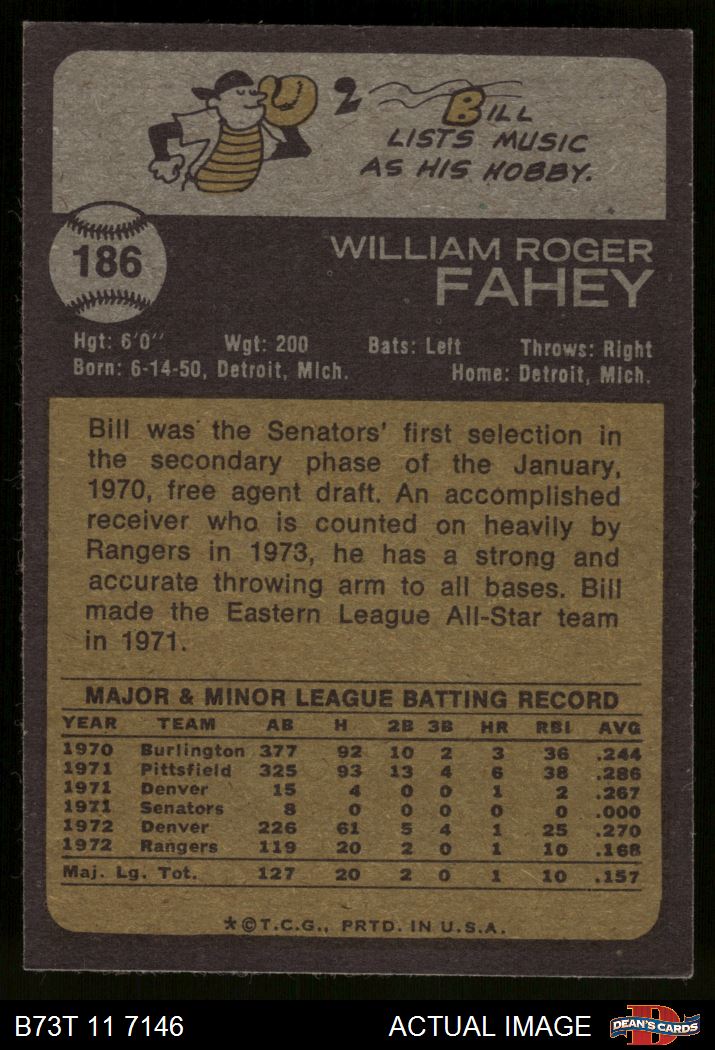 2 BILL
LISTS MUSIC
AS HIS HOBBY.
186
WILLIAM ROGER
FAHEY
Hgt: 6'0" Wgt: 200 Bats: Left Throws: Right
Born: 6-14-50, Detroit, Mich. Home: Detroit, Mich.
Bill was the Senators' first selection in
the secondary phase of the January,
1970, free agent draft. An accomplished
receiver who is counted on heavily by
Rangers in 1973, he has a strong and
accurate throwing arm to all bases. Bill
made the Eastern League All-Star team
in 1971.
MAJOR & MINOR LEAGUE BATTING RECORD
YEAR TEAM AB H 2B 3B HR RBI AVG
1970 Burlington 377 92 10 2 3 36 .244
1971 Pittsfield 325 93 13 4 6 38 .286
1971 Denver 15 4 0 0 1 2 .267
1971 Senators 8 0 0 0 0 0 .000
1972 Denver 226 61 5 4 1 25 .270
1972 Rangers 119 20 2 0 1 10 .168
Maj. Lg. Tot. 127 20 2 0 1 10 .157
*©T.C.G., PRTD. IN U.S.A.
B73T 11 7146 ACTUAL IMAGE D DEAN'S CARDS